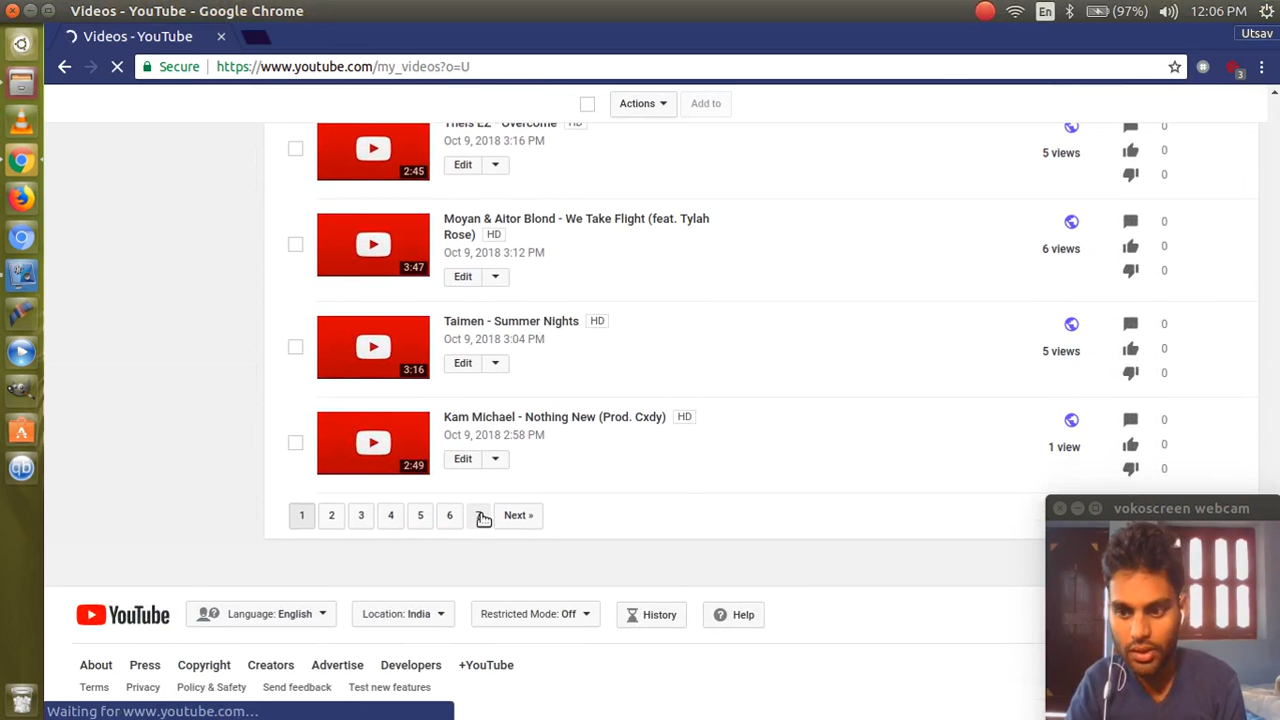 Videos - YouTube - Google Chrome
En
(97%)
12:06 PM
Videos - YouTube
Utsav
Secure
https://www.youtube.com/my_videos?o=U
3
Actions
Add to
Theis EZ - Overcome HD
Oct 9, 2018 3:16 PM
2:45
Edit
5 views
0
0
0
Moyan & Aitor Blond - We Take Flight (feat. Tylah
Rose) HD
Oct 9, 2018 3:12 PM
3:47
Edit
6 views
0
0
0
Taimen - Summer Nights HD
Oct 9, 2018 3:04 PM
3:16
Edit
5 views
0
0
0
Kam Michael - Nothing New (Prod. Cxdy) HD
Oct 9, 2018 2:58 PM
2:49
Edit
1 view
0
0
0
1 2 3 4 5 6 7 Next »
vokoscreen webcam
YouTube
Language: English
Location: India
Restricted Mode: Off
History
Help
About Press Copyright Creators Advertise Developers +YouTube
Terms Privacy Policy & Safety Send feedback Test new features
Waiting for www.youtube.com...
qb